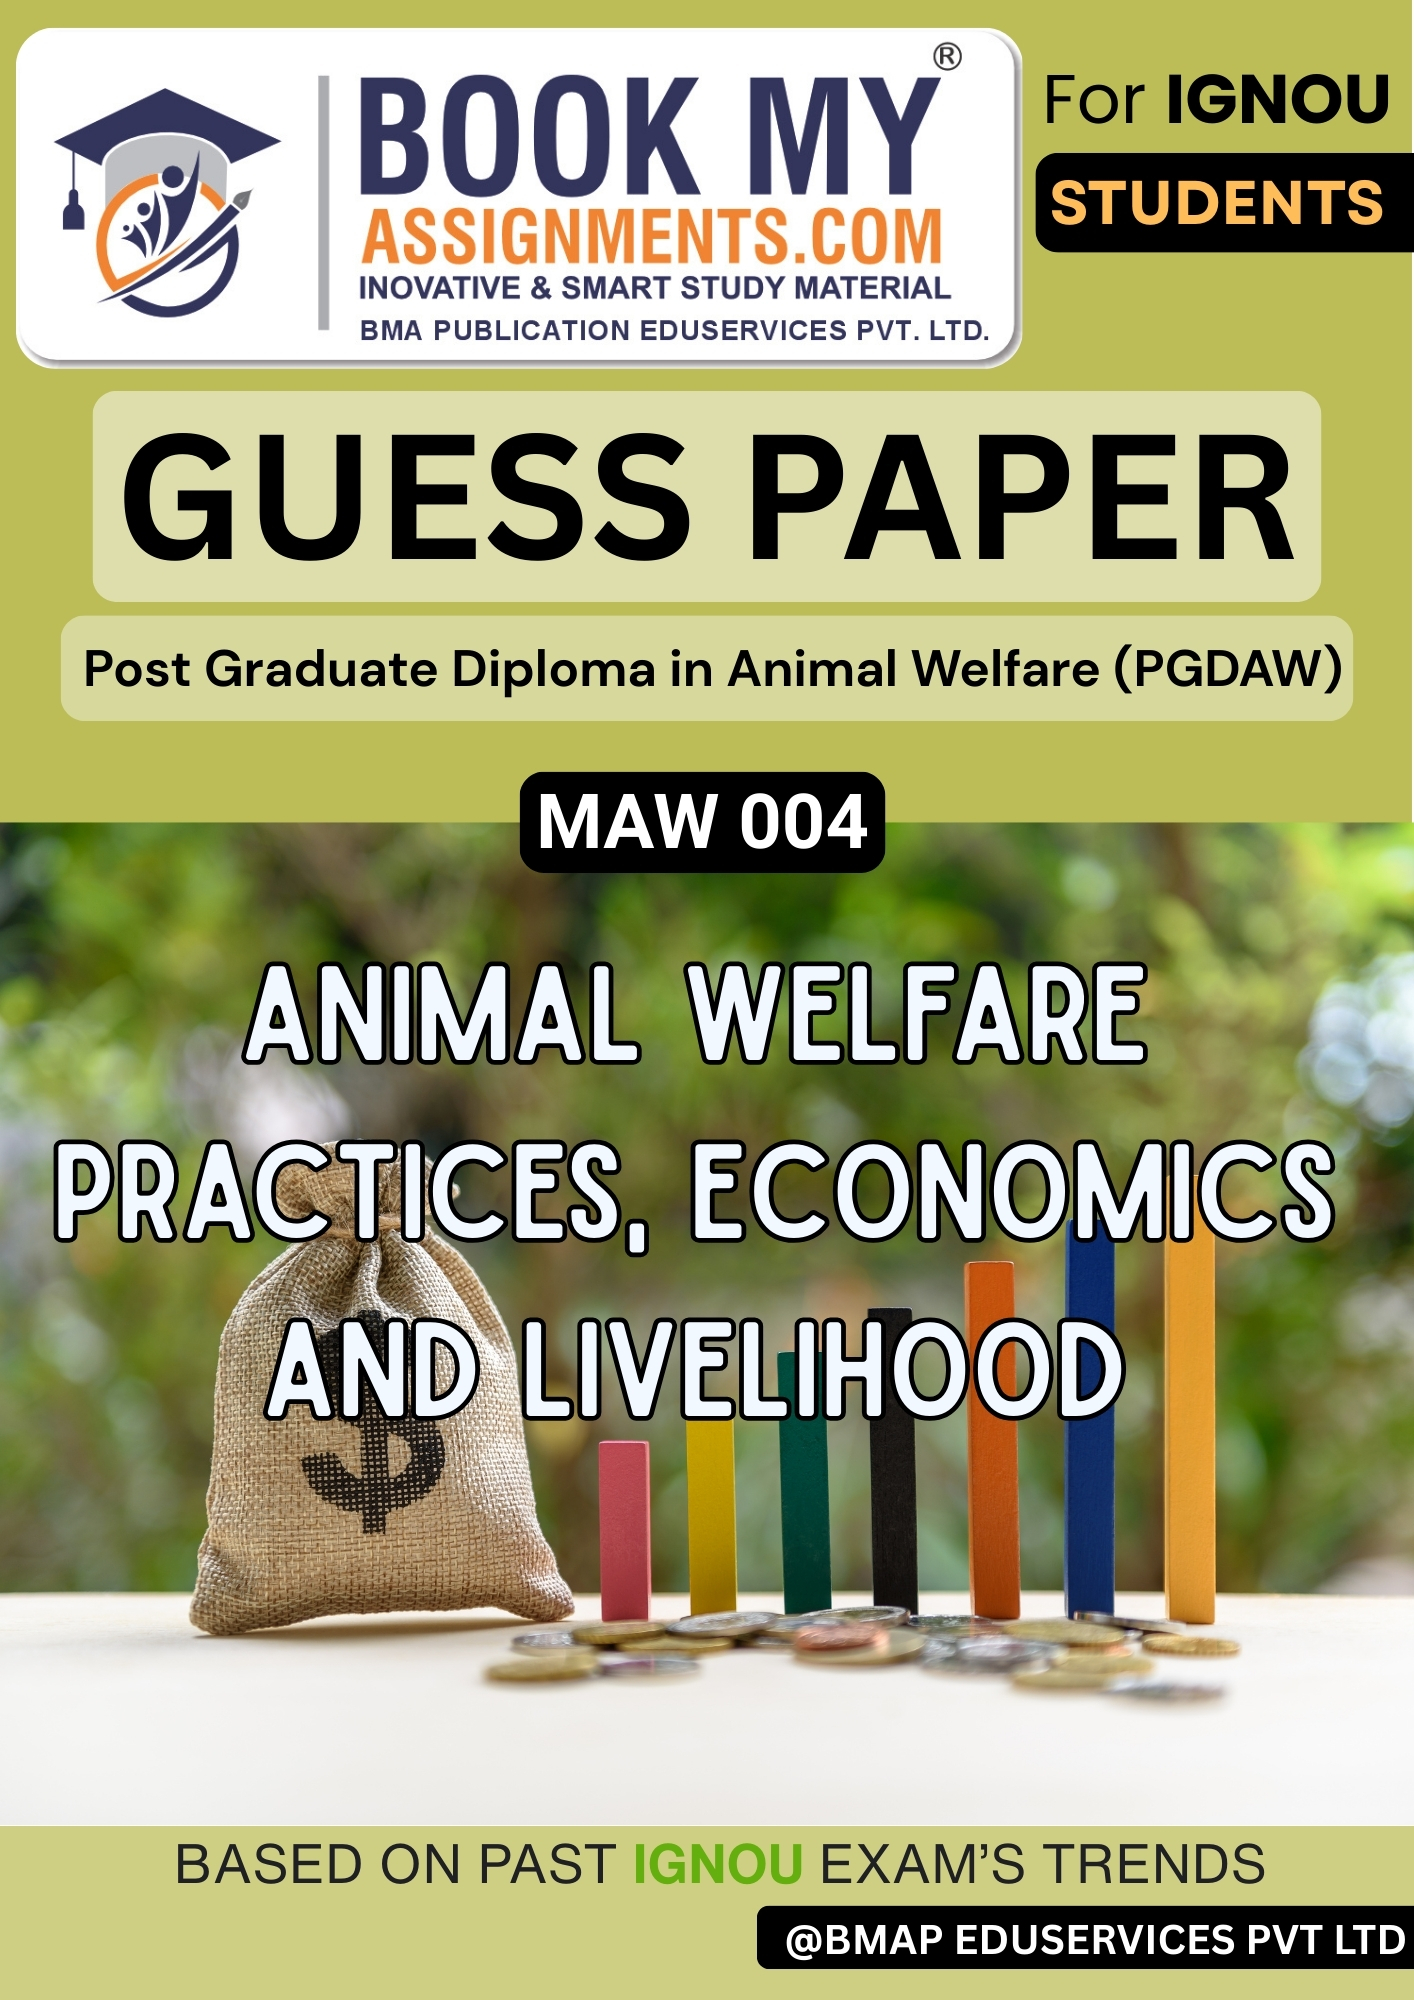 BOOK MY®
ASSIGNMENTS.COM
INOVATIVE & SMART STUDY MATERIAL
BMA PUBLICATION EDUSERVICES PVT. LTD.
For IGNOU
STUDENTS
GUESS PAPER
Post Graduate Diploma in Animal Welfare (PGDAW)
MAW 004
ANIMAL WELFARE
PRACTICES, ECONOMICS
AND LIVELIHOOD
$
BASED ON PAST IGNOU EXAM'S TRENDS
@BMAP EDUSERVICES PVT LTD